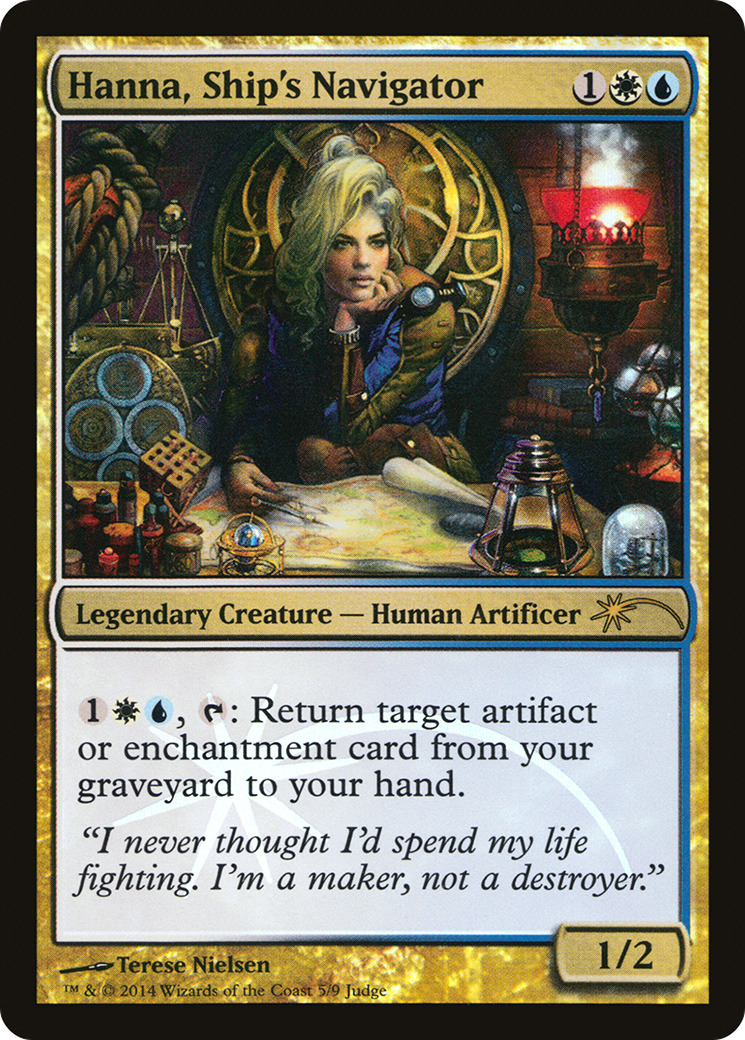 Hanna, Ship's Navigator 1
Legendary Creature — Human Artificer
1 , : Return target artifact
or enchantment card from your
graveyard to your hand.
“I never thought I’d spend my life
fighting. I’m a maker, not a destroyer.”
1/2
Terese Nielsen
™ & © 2014 Wizards of the Coast 5/9 Judge